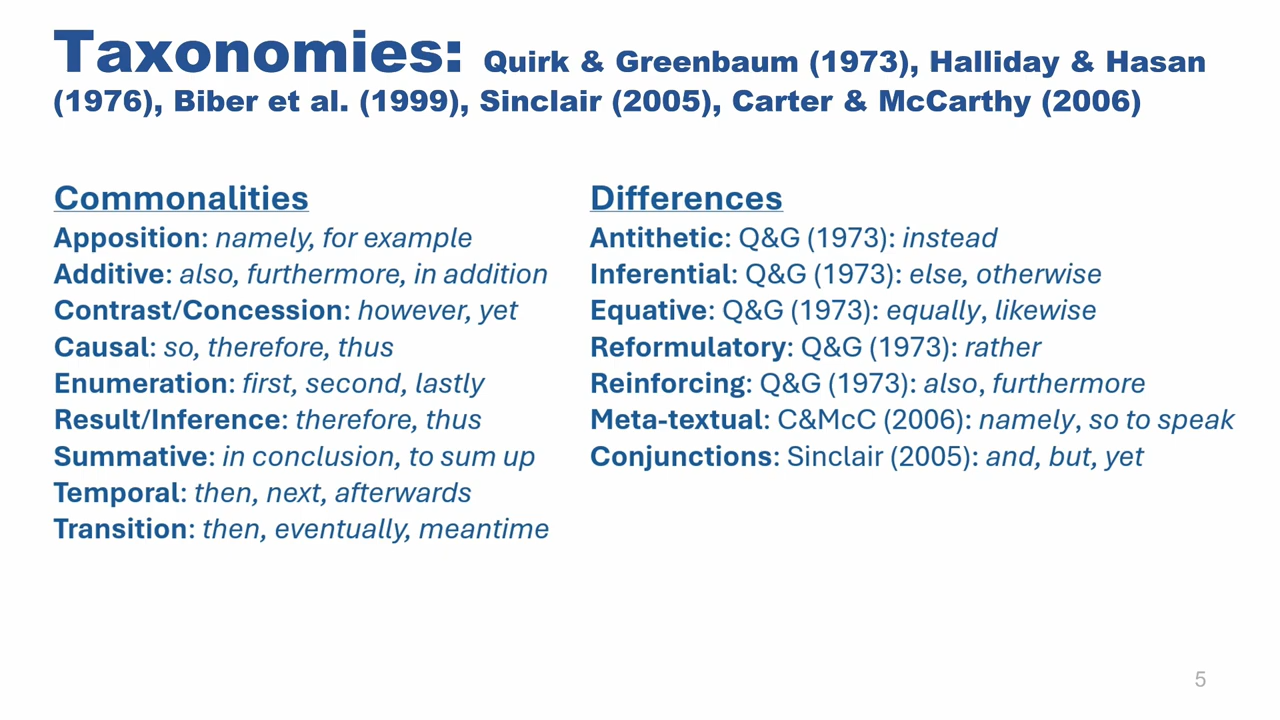 Taxonomies: Quirk & Greenbaum (1973), Halliday & Hasan
(1976), Biber et al. (1999), Sinclair (2005), Carter & McCarthy (2006)
Commonalities
Apposition: namely, for example
Additive: also, furthermore, in addition
Contrast/Concession: however, yet
Causal: so, therefore, thus
Enumeration: first, second, lastly
Result/Inference: therefore, thus
Summative: in conclusion, to sum up
Temporal: then, next, afterwards
Transition: then, eventually, meantime
Differences
Antithetic: Q&G (1973): instead
Inferential: Q&G (1973): else, otherwise
Equative: Q&G (1973): equally, likewise
Reformulatory: Q&G (1973): rather
Reinforcing: Q&G (1973): also, furthermore
Meta-textual: C&McC (2006): namely, so to speak
Conjunctions: Sinclair (2005): and, but, yet
5